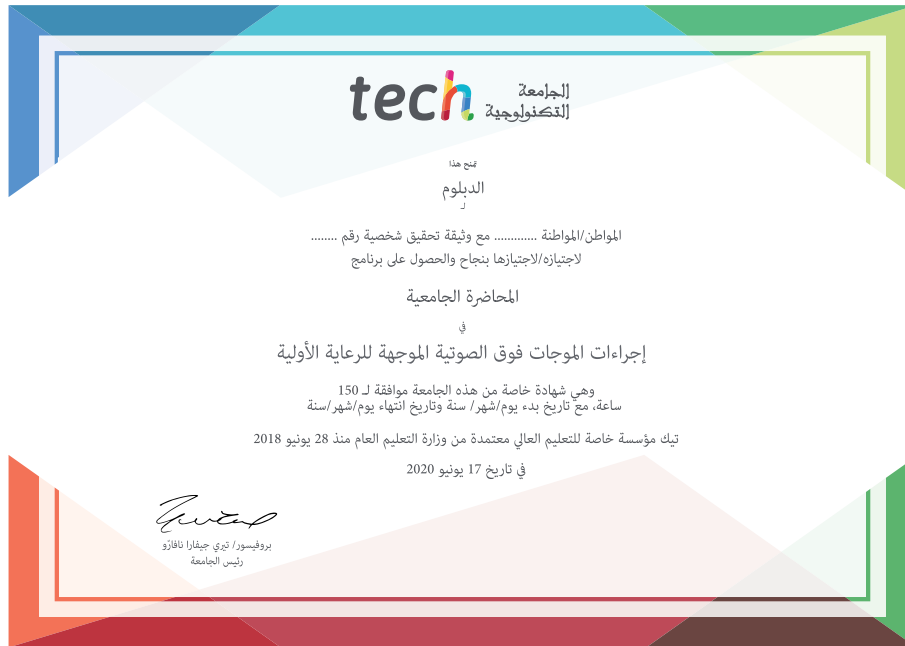 tech الجامعة
التكنولوجية
تمنح هذا
الدبلوم
لـ
المواطن/المواطنة ............. مع وثيقة تحقيق شخصية رقم ........
لاجتيازه/لاجتيازها بنجاح والحصول على برنامج
المحاضرة الجامعية
في
إجراءات الموجات فوق الصوتية الموجهة للرعاية الأولية
وهي شهادة خاصة من هذه الجامعة موافقة لـ 150
ساعة، مع تاريخ بدء يوم/شهر/ سنة وتاريخ انتهاء يوم/شهر/سنة
تيك مؤسسة خاصة للتعليم العالي معتمدة من وزارة التعليم العام منذ 28 يونيو 2018
في تاريخ 17 يونيو 2020
بروفيسور/ تيري جيفارا نافارّو
رئيس الجامعة